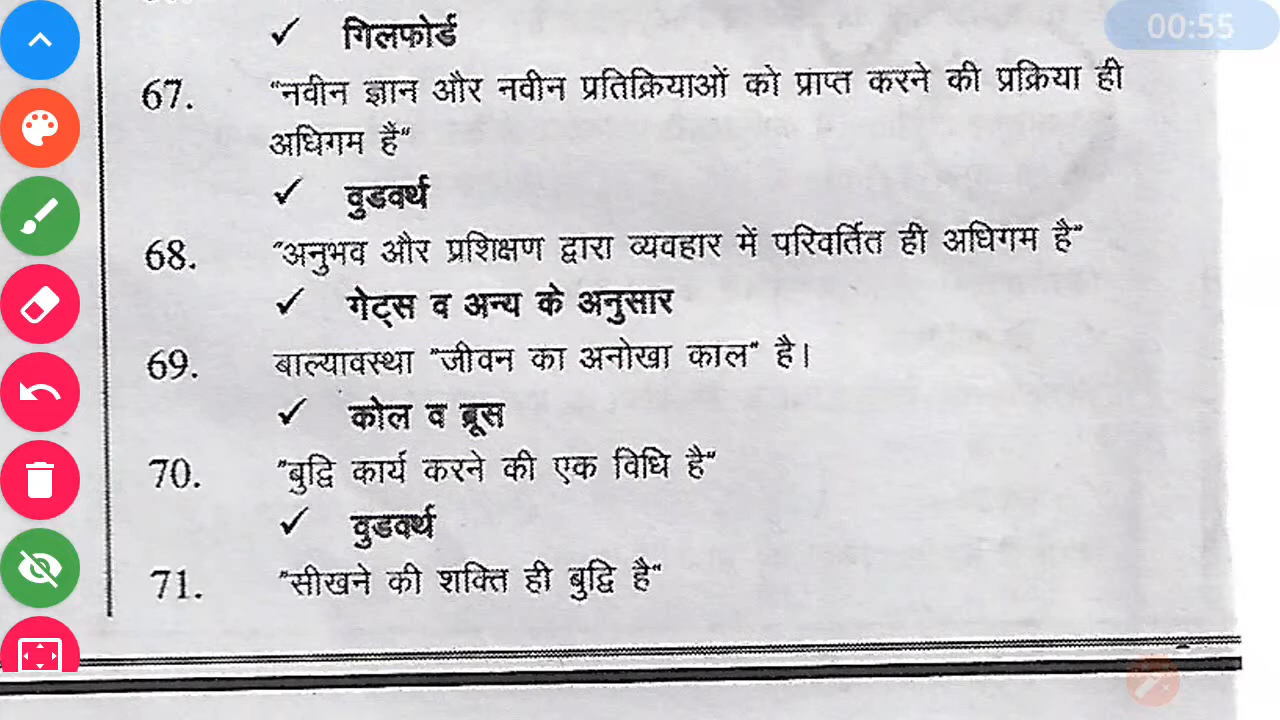 00:55
✓ गिलफोर्ड
67. "नवीन ज्ञान और नवीन प्रतिक्रियाओं को प्राप्त करने की प्रक्रिया ही
अधिगम है"
✓ वुडवर्थ
68. "अनुभव और प्रशिक्षण द्वारा व्यवहार में परिवर्तित ही अधिगम है"
✓ गेट्स व अन्य के अनुसार
69. बाल्यावस्था "जीवन का अनोखा काल" है।
✓ कोल व ब्रूस
70. "बुद्वि कार्य करने की एक विधि है"
✓ वुडवर्थ
71. "सीखने की शक्ति ही बुद्वि है"